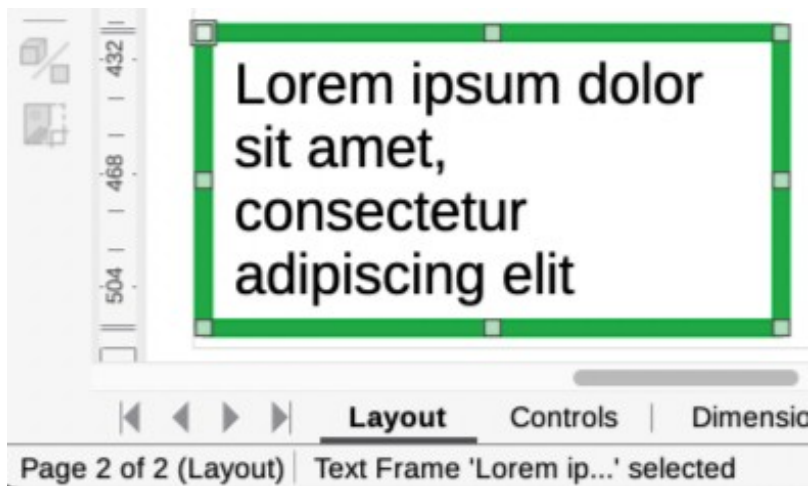 432
468
504
Lorem ipsum dolor
sit amet,
consectetur
adipiscing elit
Layout Controls | Dimensio
Page 2 of 2 (Layout) Text Frame 'Lorem ip...' selected